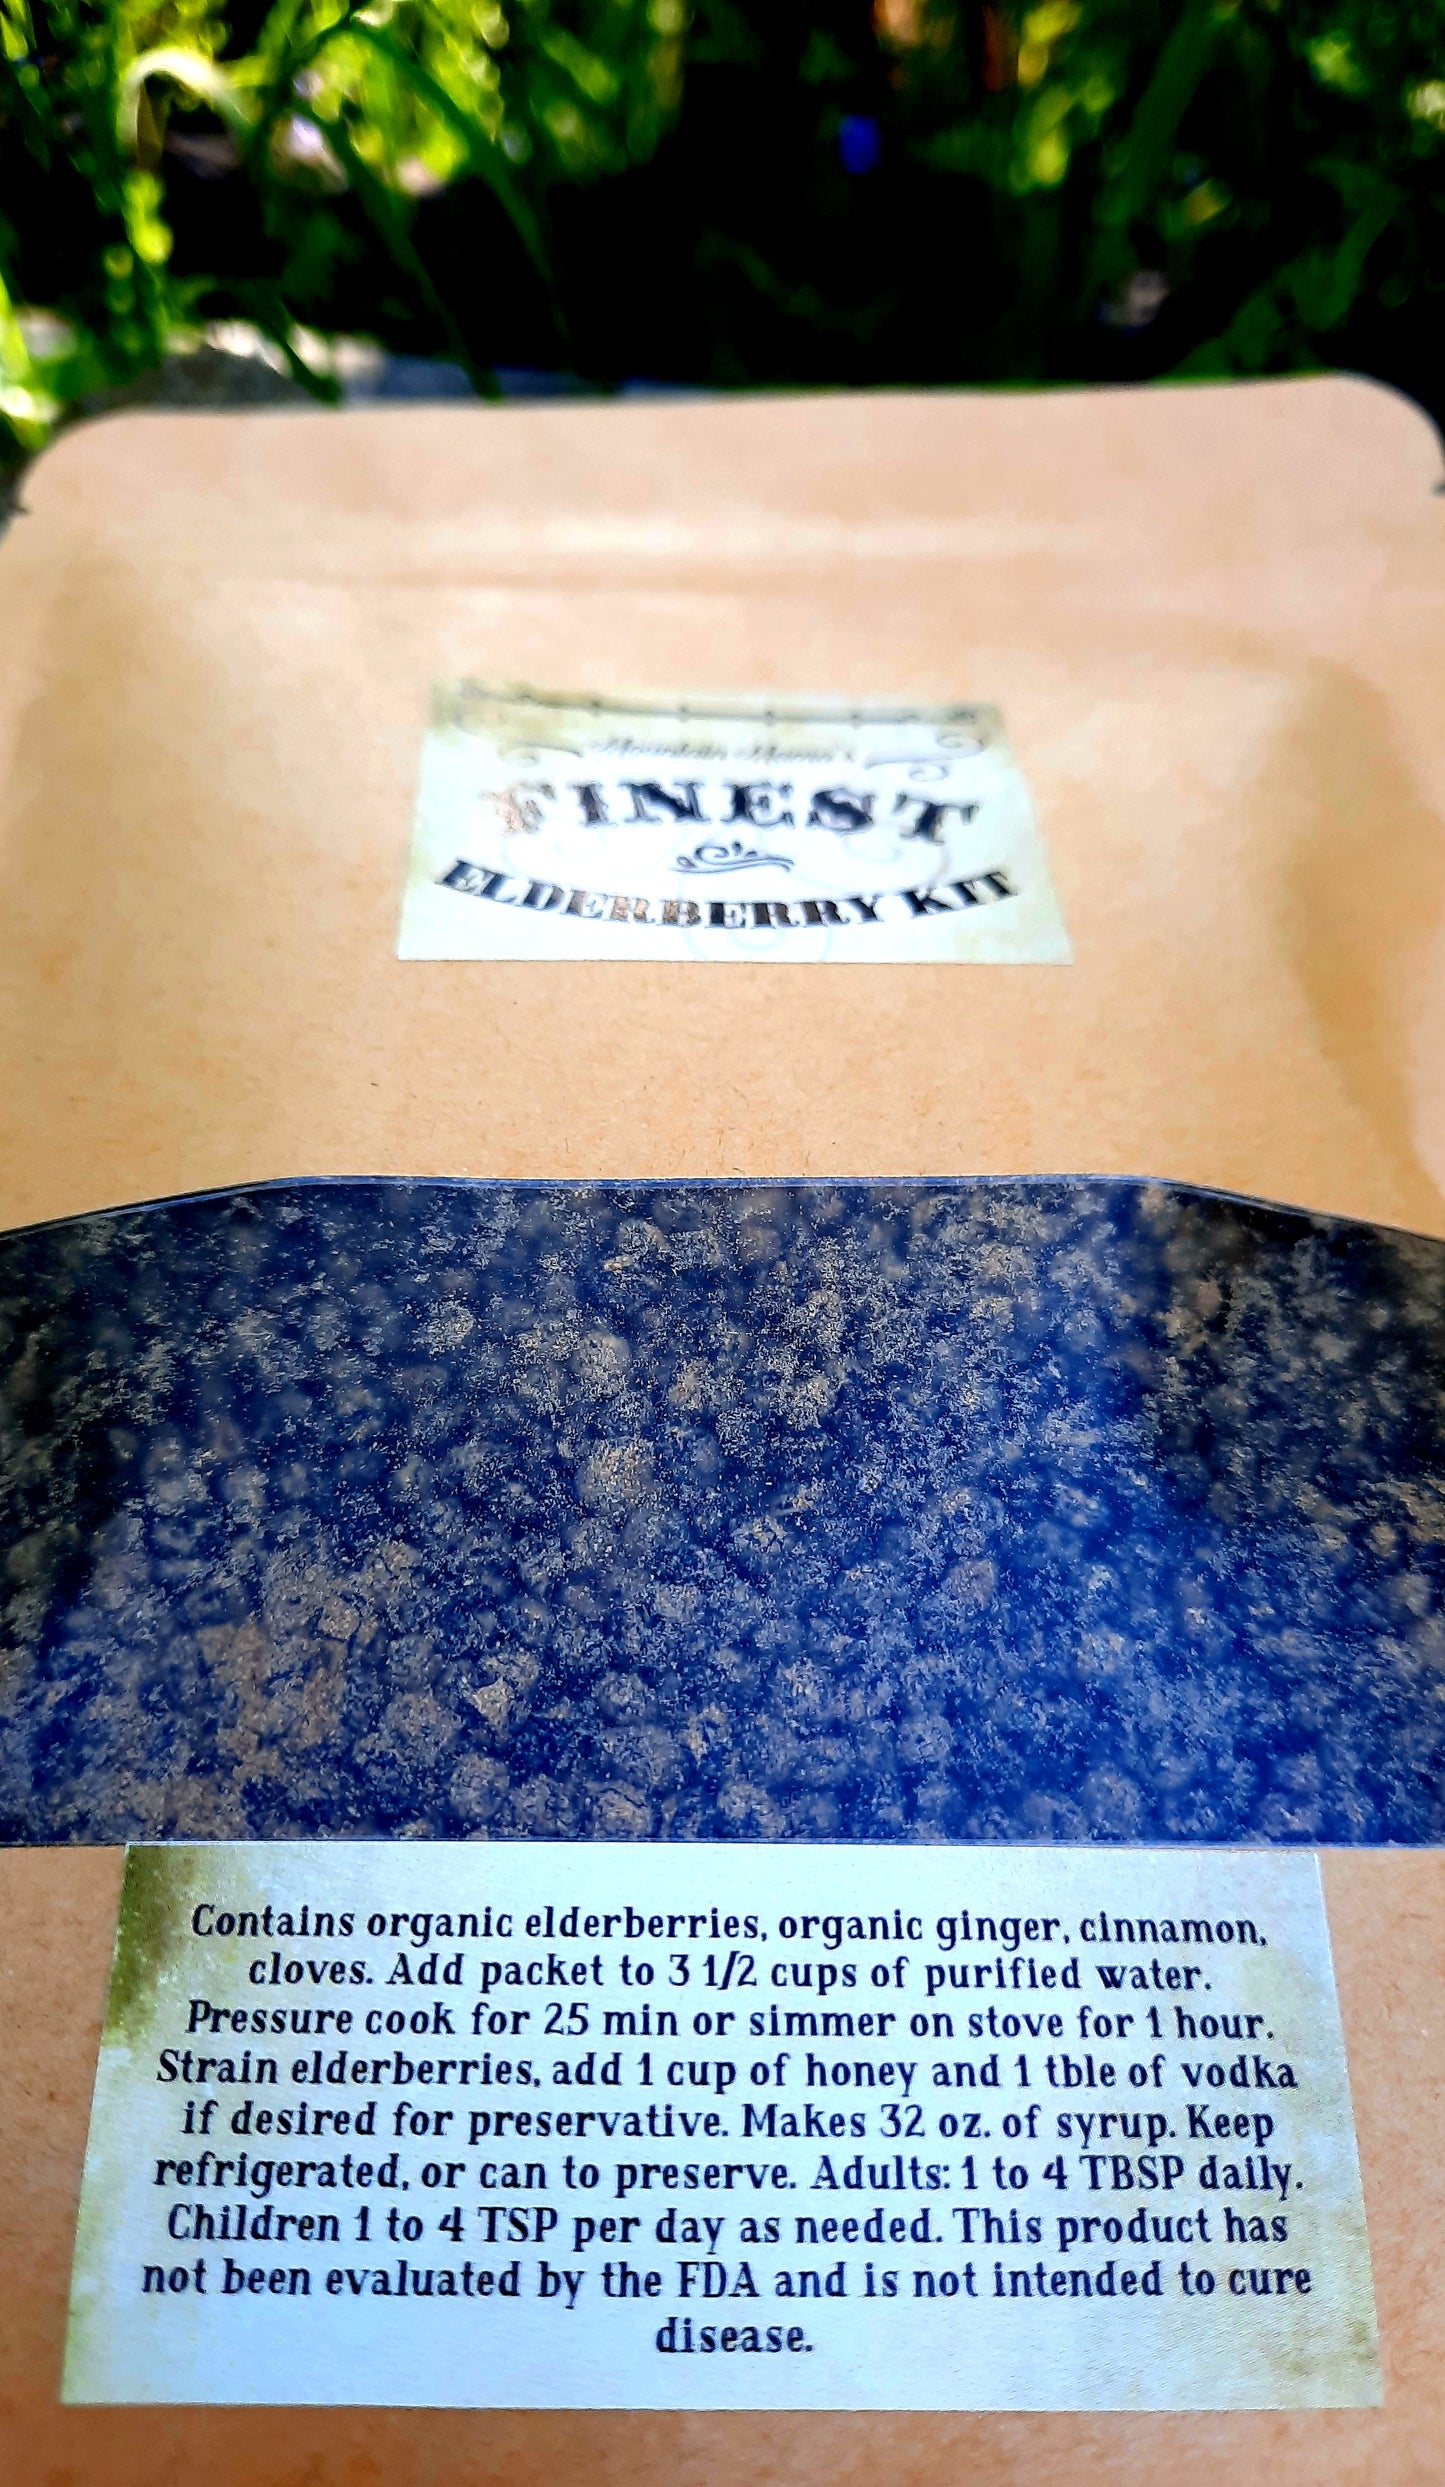 Mountain Mama's
FINEST
ELDERBERRY KIT
Contains organic elderberries, organic ginger, cinnamon,
cloves. Add packet to 3 1/2 cups of purified water.
Pressure cook for 25 min or simmer on stove for 1 hour.
Strain elderberries, add 1 cup of honey and 1 tble of vodka
if desired for preservative. Makes 32 oz. of syrup. Keep
refrigerated, or can to preserve. Adults: 1 to 4 TBSP daily.
Children 1 to 4 TSP per day as needed. This product has
not been evaluated by the FDA and is not intended to cure
disease.